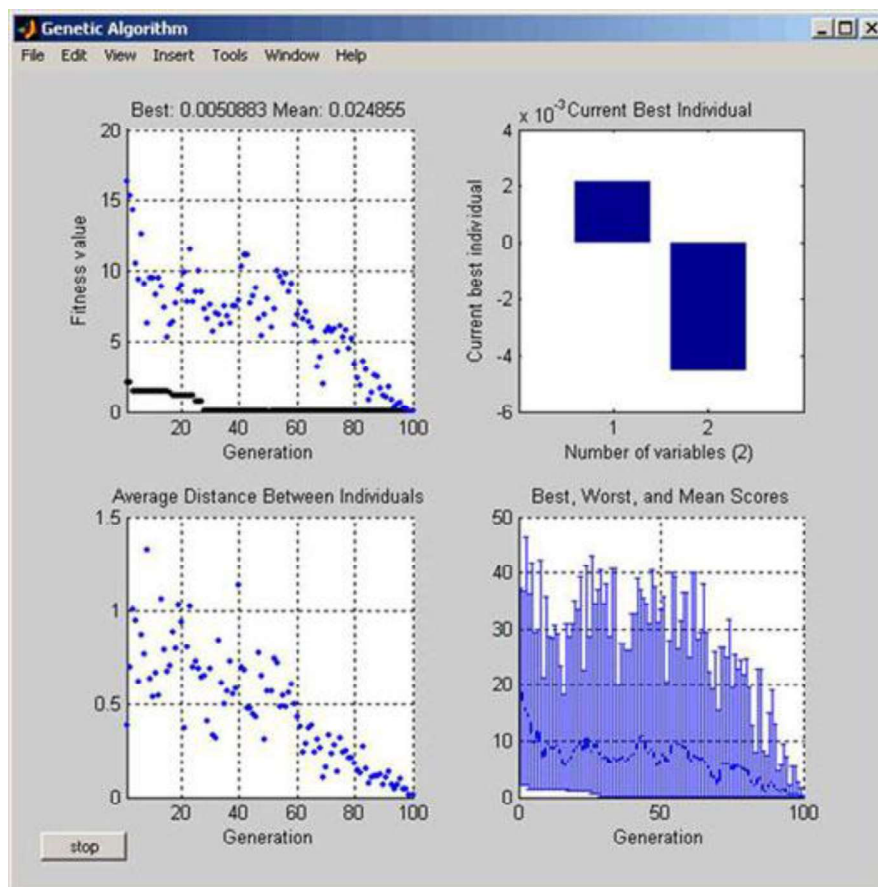 Genetic Algorithm
File Edit View Insert Tools Window Help
Best: 0.0050883 Mean: 0.024855
20
15
10
5
0
Fitness value
20 40 60 80 100
Generation
x 10-3 Current Best Individual
4
2
0
-2
-4
-6
Current best individual
1 2
Number of variables (2)
Average Distance Between Individuals
1.5
1
0.5
0
20 40 60 80 100
Generation
Best, Worst, and Mean Scores
50
40
30
20
10
0
0 50 100
Generation
stop